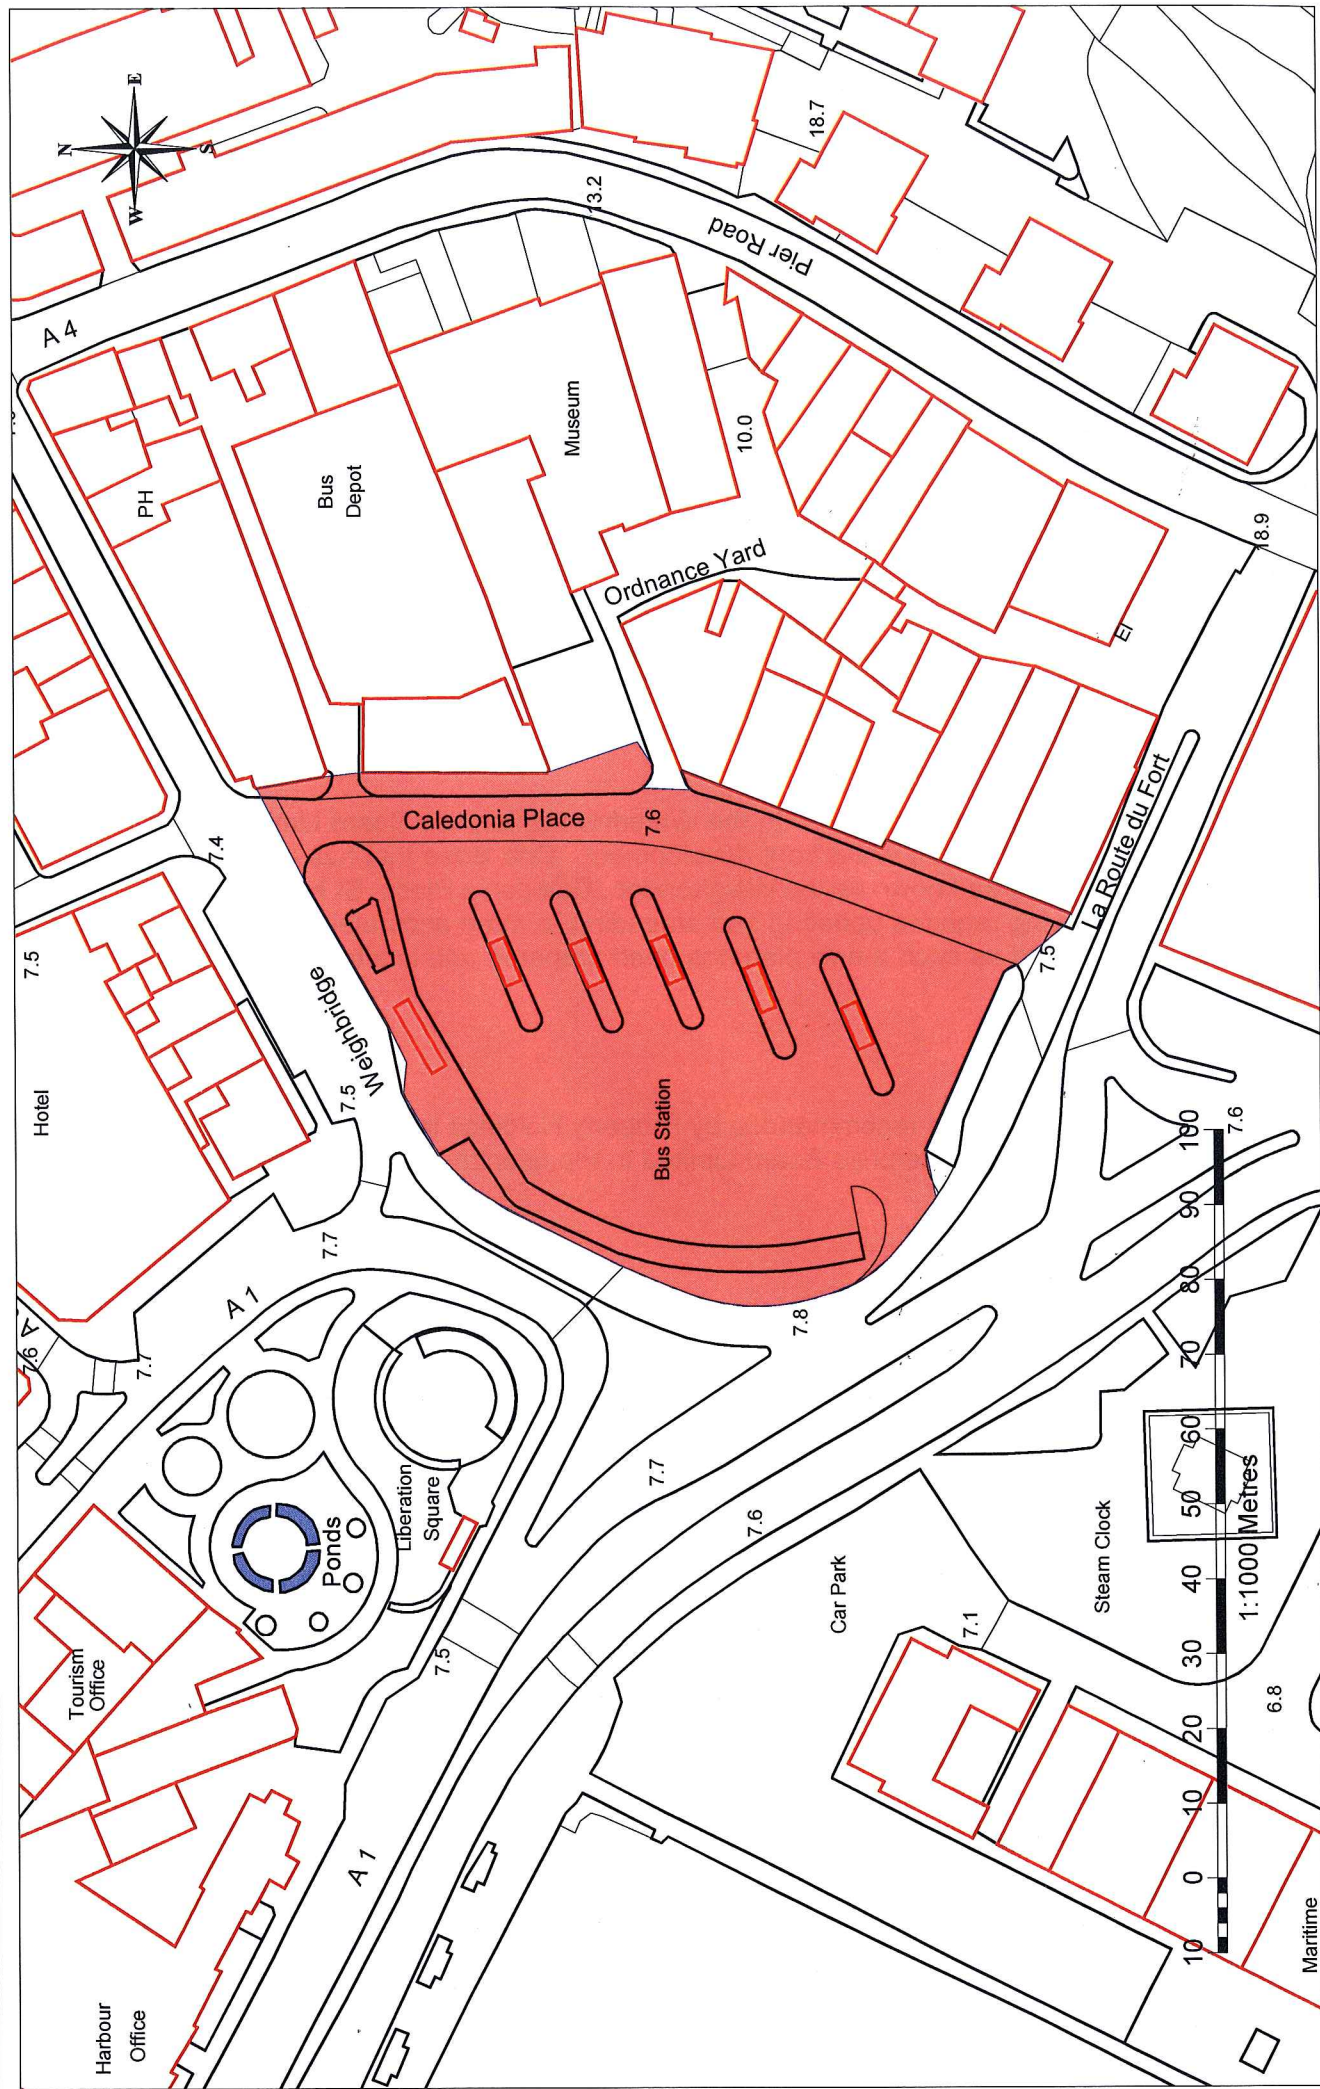 Harbour
Office
Tourism
Office
A 1
7.6
A
7.7
A 1
7.7
Hotel
7.5
7.4
Weighbridge
7.5
PH
A 4
N
E
S
W
Ponds
Liberation
Square
7.5
A 1
Bus
Depot
Caledonia Place
7.6
Museum
Ordnance Yard
10.0
13.2
Pier Road
18.7
Bus Station
7.8
7.7
7.6
Car Park
7.1
Steam Clock
7.5
La Route du Fort
El
18.9
7.6
10 0 10 20 30 40 50 60 70 80 90 100
1:1000 Metres
6.8
Maritime